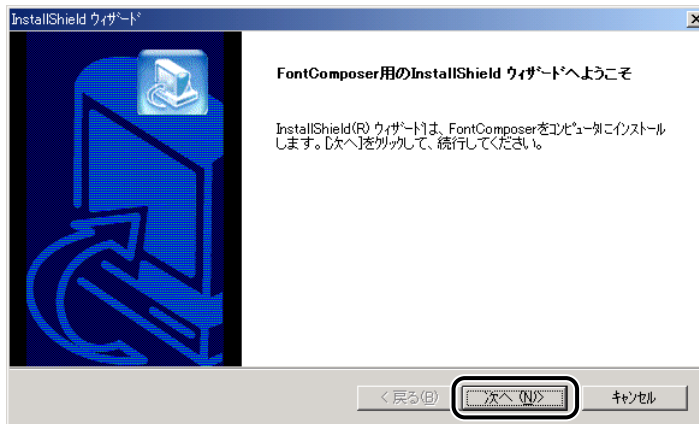 InstallShield ウィザード
FontComposer用のInstallShield ウィザードへようこそ
InstallShield(R) ウィザードは、FontComposerをコンピュータにインストール
します。[次へ]をクリックして、続行してください。
< 戻る(B)
次へ (N)>
キャンセル